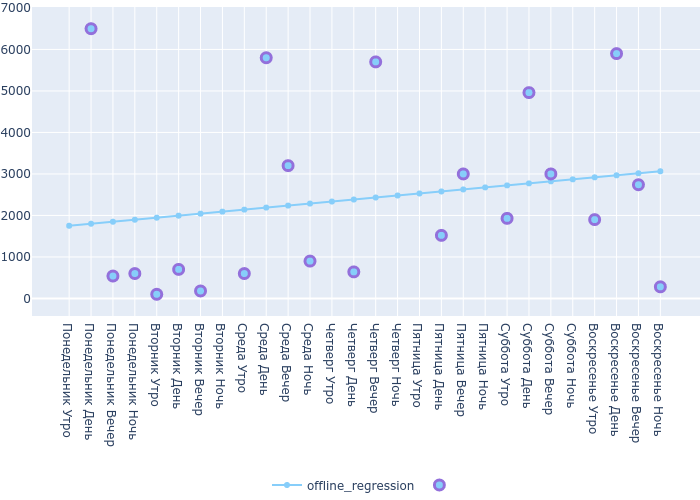 7000
6000
5000
4000
3000
2000
1000
0
Понедельник Утро
Понедельник День
Понедельник Вечер
Понедельник Ночь
Вторник Утро
Вторник День
Вторник Вечер
Вторник Ночь
Среда Утро
Среда День
Среда Вечер
Среда Ночь
Четверг Утро
Четверг День
Четверг Вечер
Четверг Ночь
Пятница Утро
Пятница День
Пятница Вечер
Пятница Ночь
Суббота Утро
Суббота День
Суббота Вечер
Суббота Ночь
Воскресенье Утро
Воскресенье День
Воскресенье Вечер
Воскресенье Ночь
offline_regression